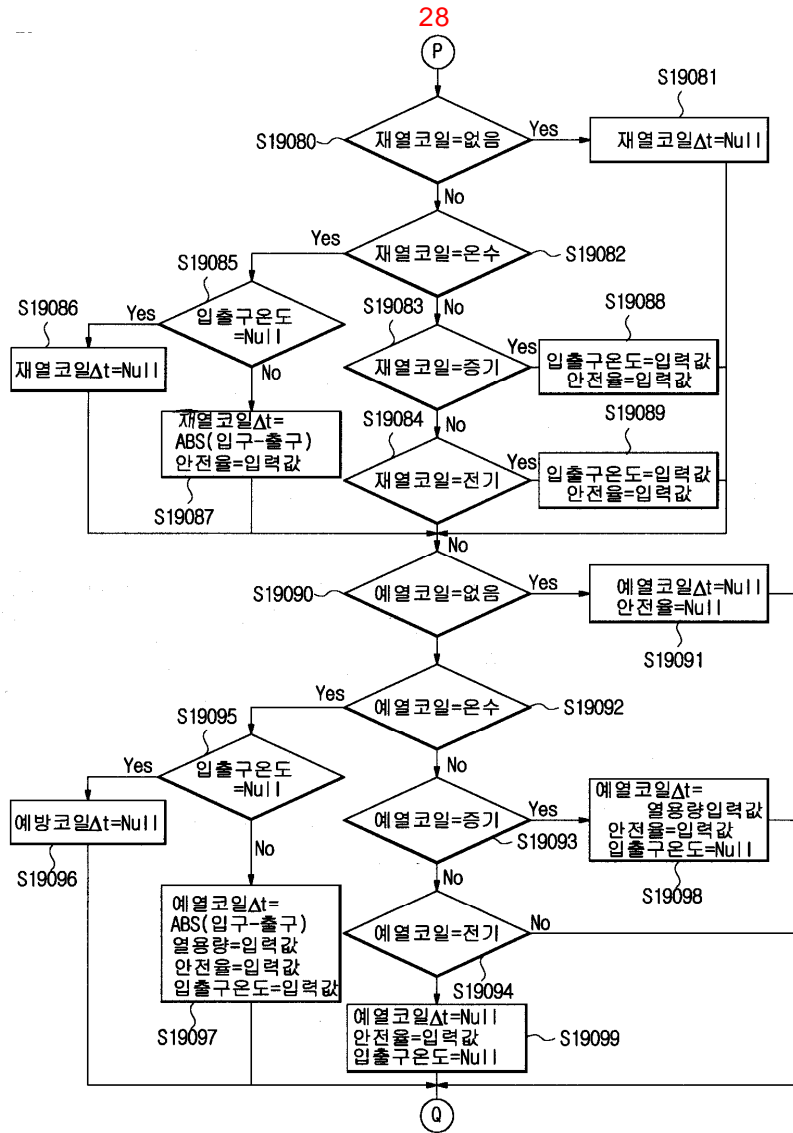 28
P
S19081
S19080
재열코일=없음
Yes
재열코일Δt=Null
No
Yes
재열코일=온수
S19082
S19085
S19086
Yes
입출구온도
=Null
S19083
No
S19088
재열코일=증기
Yes
입출구온도=입력값
안전율=입력값
재열코일Δt=Null
No
재열코일Δt=
ABS(입구-출구)
안전율=입력값
S19087
S19084
No
S19089
재열코일=전기
Yes
입출구온도=입력값
안전율=입력값
No
S19090
예열코일=없음
Yes
예열코일Δt=Null
안전율=Null
S19091
Yes
예열코일=온수
S19092
S19095
Yes
입출구온도
=Null
No
예방코일Δt=Null
S19096
No
예열코일=증기
Yes
S19093
예열코일Δt=
열용량입력값
안전율=입력값
입출구온도=Null
S19098
No
예열코일Δt=
ABS(입구-출구)
열용량=입력값
안전율=입력값
입출구온도=입력값
S19097
예열코일=전기
No
S19094
예열코일Δt=Null
안전율=입력값
입출구온도=Null
S19099
Q